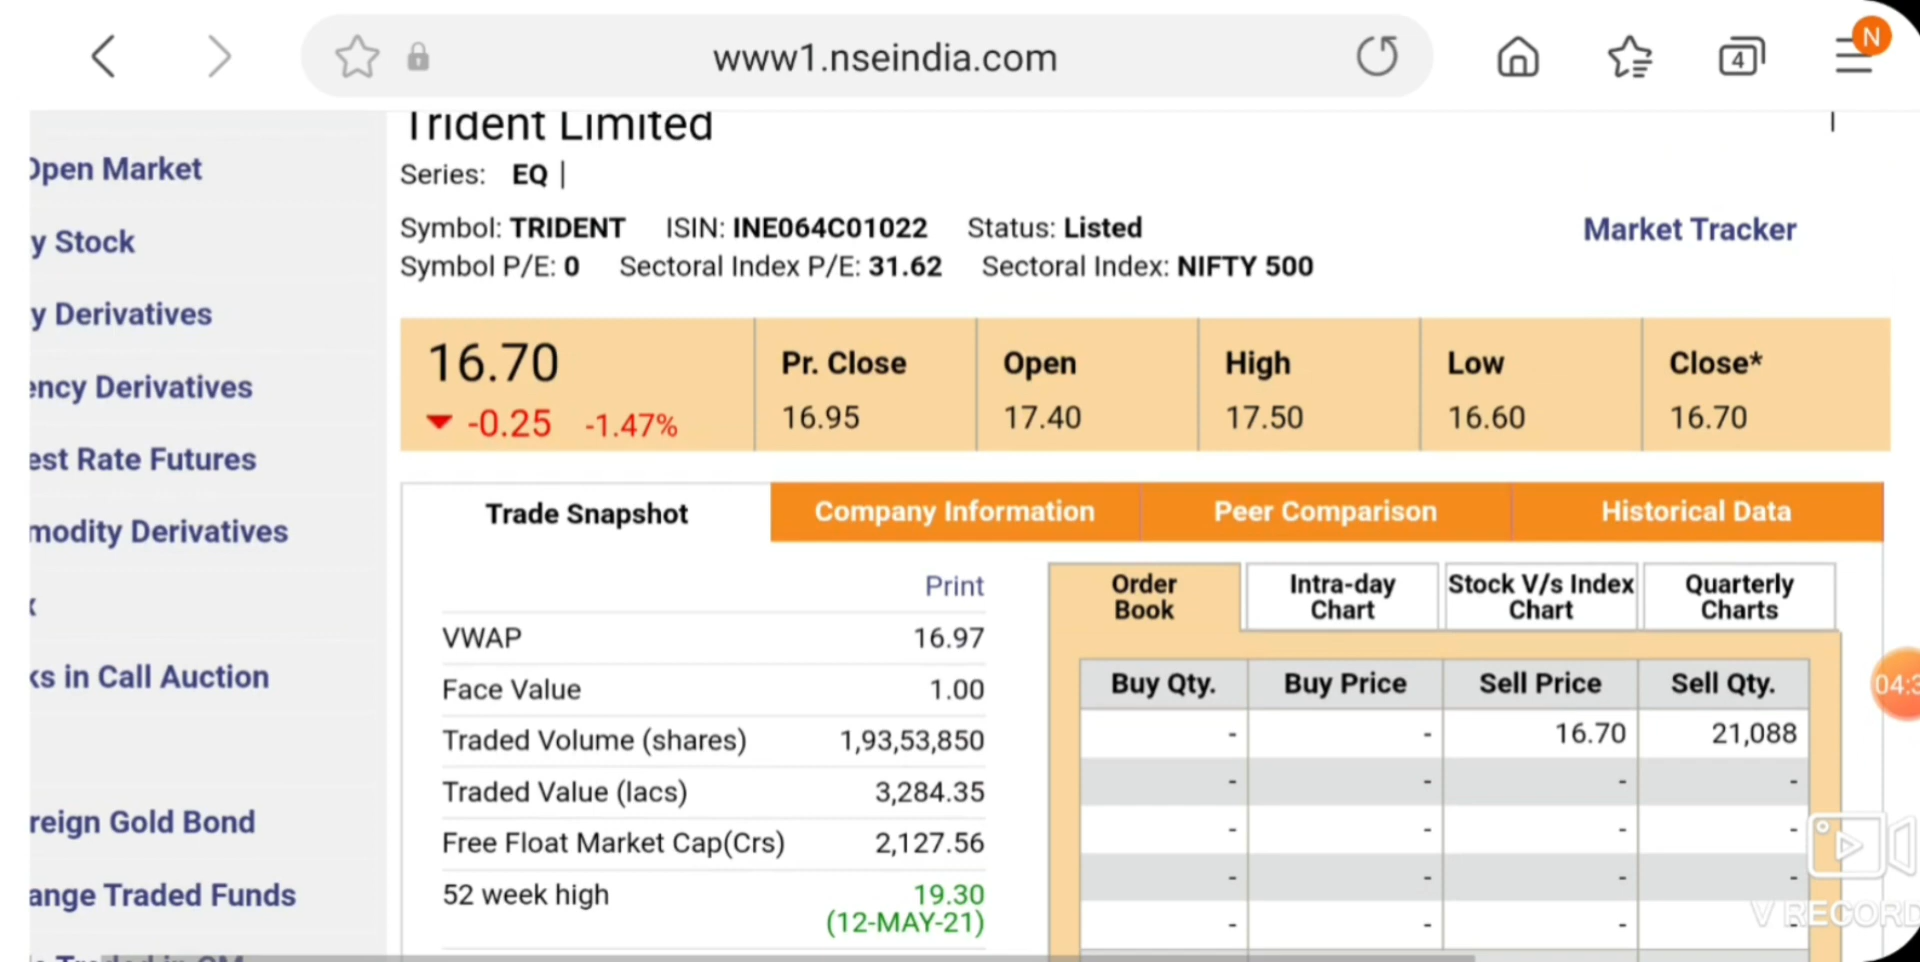 www1.nseindia.com
4
N
Trident Limited
Series: EQ |
Symbol: TRIDENT ISIN: INE064C01022 Status: Listed
Market Tracker
Symbol P/E: 0 Sectoral Index P/E: 31.62 Sectoral Index: NIFTY 500
Open Market
y Stock
y Derivatives
ency Derivatives
est Rate Futures
modity Derivatives
ks in Call Auction
reign Gold Bond
ange Traded Funds
16.70
-0.25 -1.47%
Pr. Close Open High Low Close*
16.95 17.40 17.50 16.60 16.70
Trade Snapshot Company Information Peer Comparison Historical Data
Print
VWAP 16.97
Face Value 1.00
Traded Volume (shares) 1,93,53,850
Traded Value (lacs) 3,284.35
Free Float Market Cap(Crs) 2,127.56
52 week high 19.30
(12-MAY-21)
Order Intra-day Stock V/s Index Quarterly
Book Chart Chart Charts
Buy Qty. Buy Price Sell Price Sell Qty.
- - 16.70 21,088
- - - -
- - - -
- - - -
- - - -
04:3
V RECORD